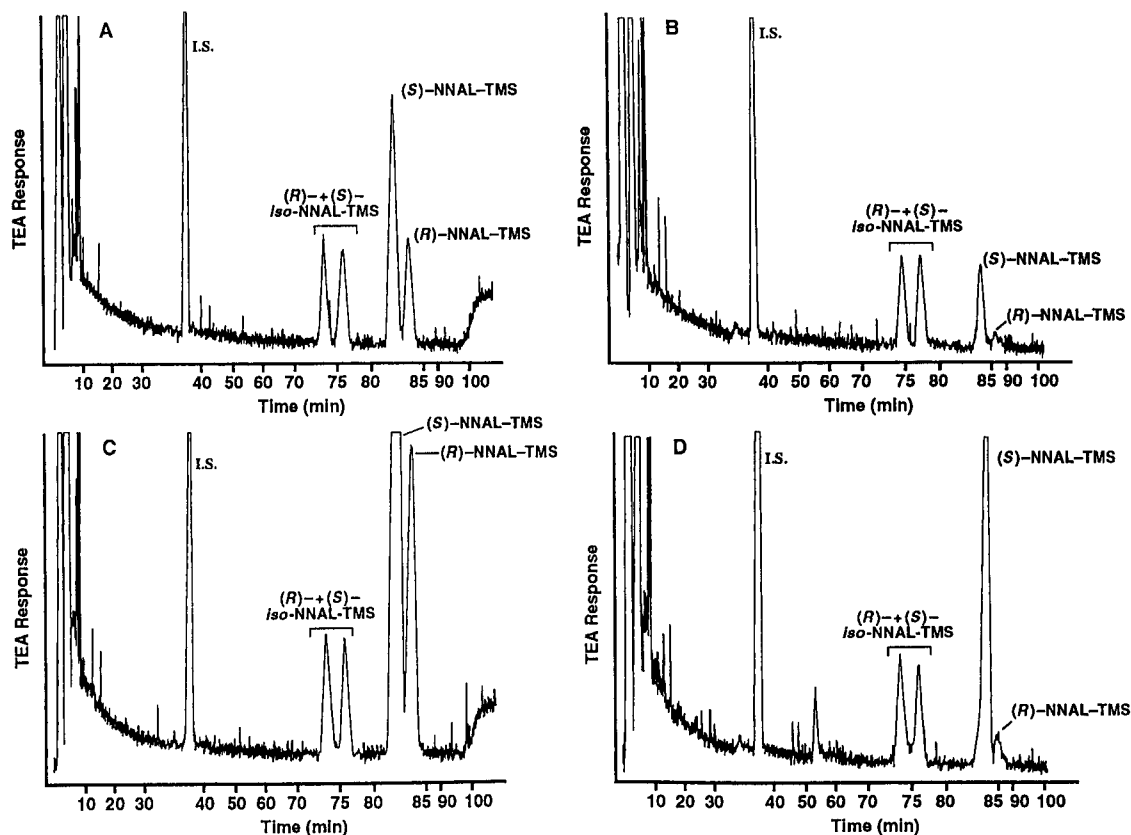 A
I.S.
(S)-NNAL-TMS
(R)-+(S)-
iso-NNAL-TMS
(R)-NNAL-TMS
TEA Response
10 20 30 40 50 60 70 75 80 85 90 100
Time (min)
B
I.S.
(R)-+(S)-
iso-NNAL-TMS
(S)-NNAL-TMS
(R)-NNAL-TMS
TEA Response
10 20 30 40 50 60 70 75 80 85 90 100
Time (min)
C
I.S.
(S)-NNAL-TMS
(R)-NNAL-TMS
(R)-+(S)-
iso-NNAL-TMS
TEA Response
10 20 30 40 50 60 70 75 80 85 90 100
Time (min)
D
I.S.
(S)-NNAL-TMS
(R)-+(S)-
iso-NNAL-TMS
(R)-NNAL-TMS
TEA Response
10 20 30 40 50 60 70 75 80 85 90 100
Time (min)